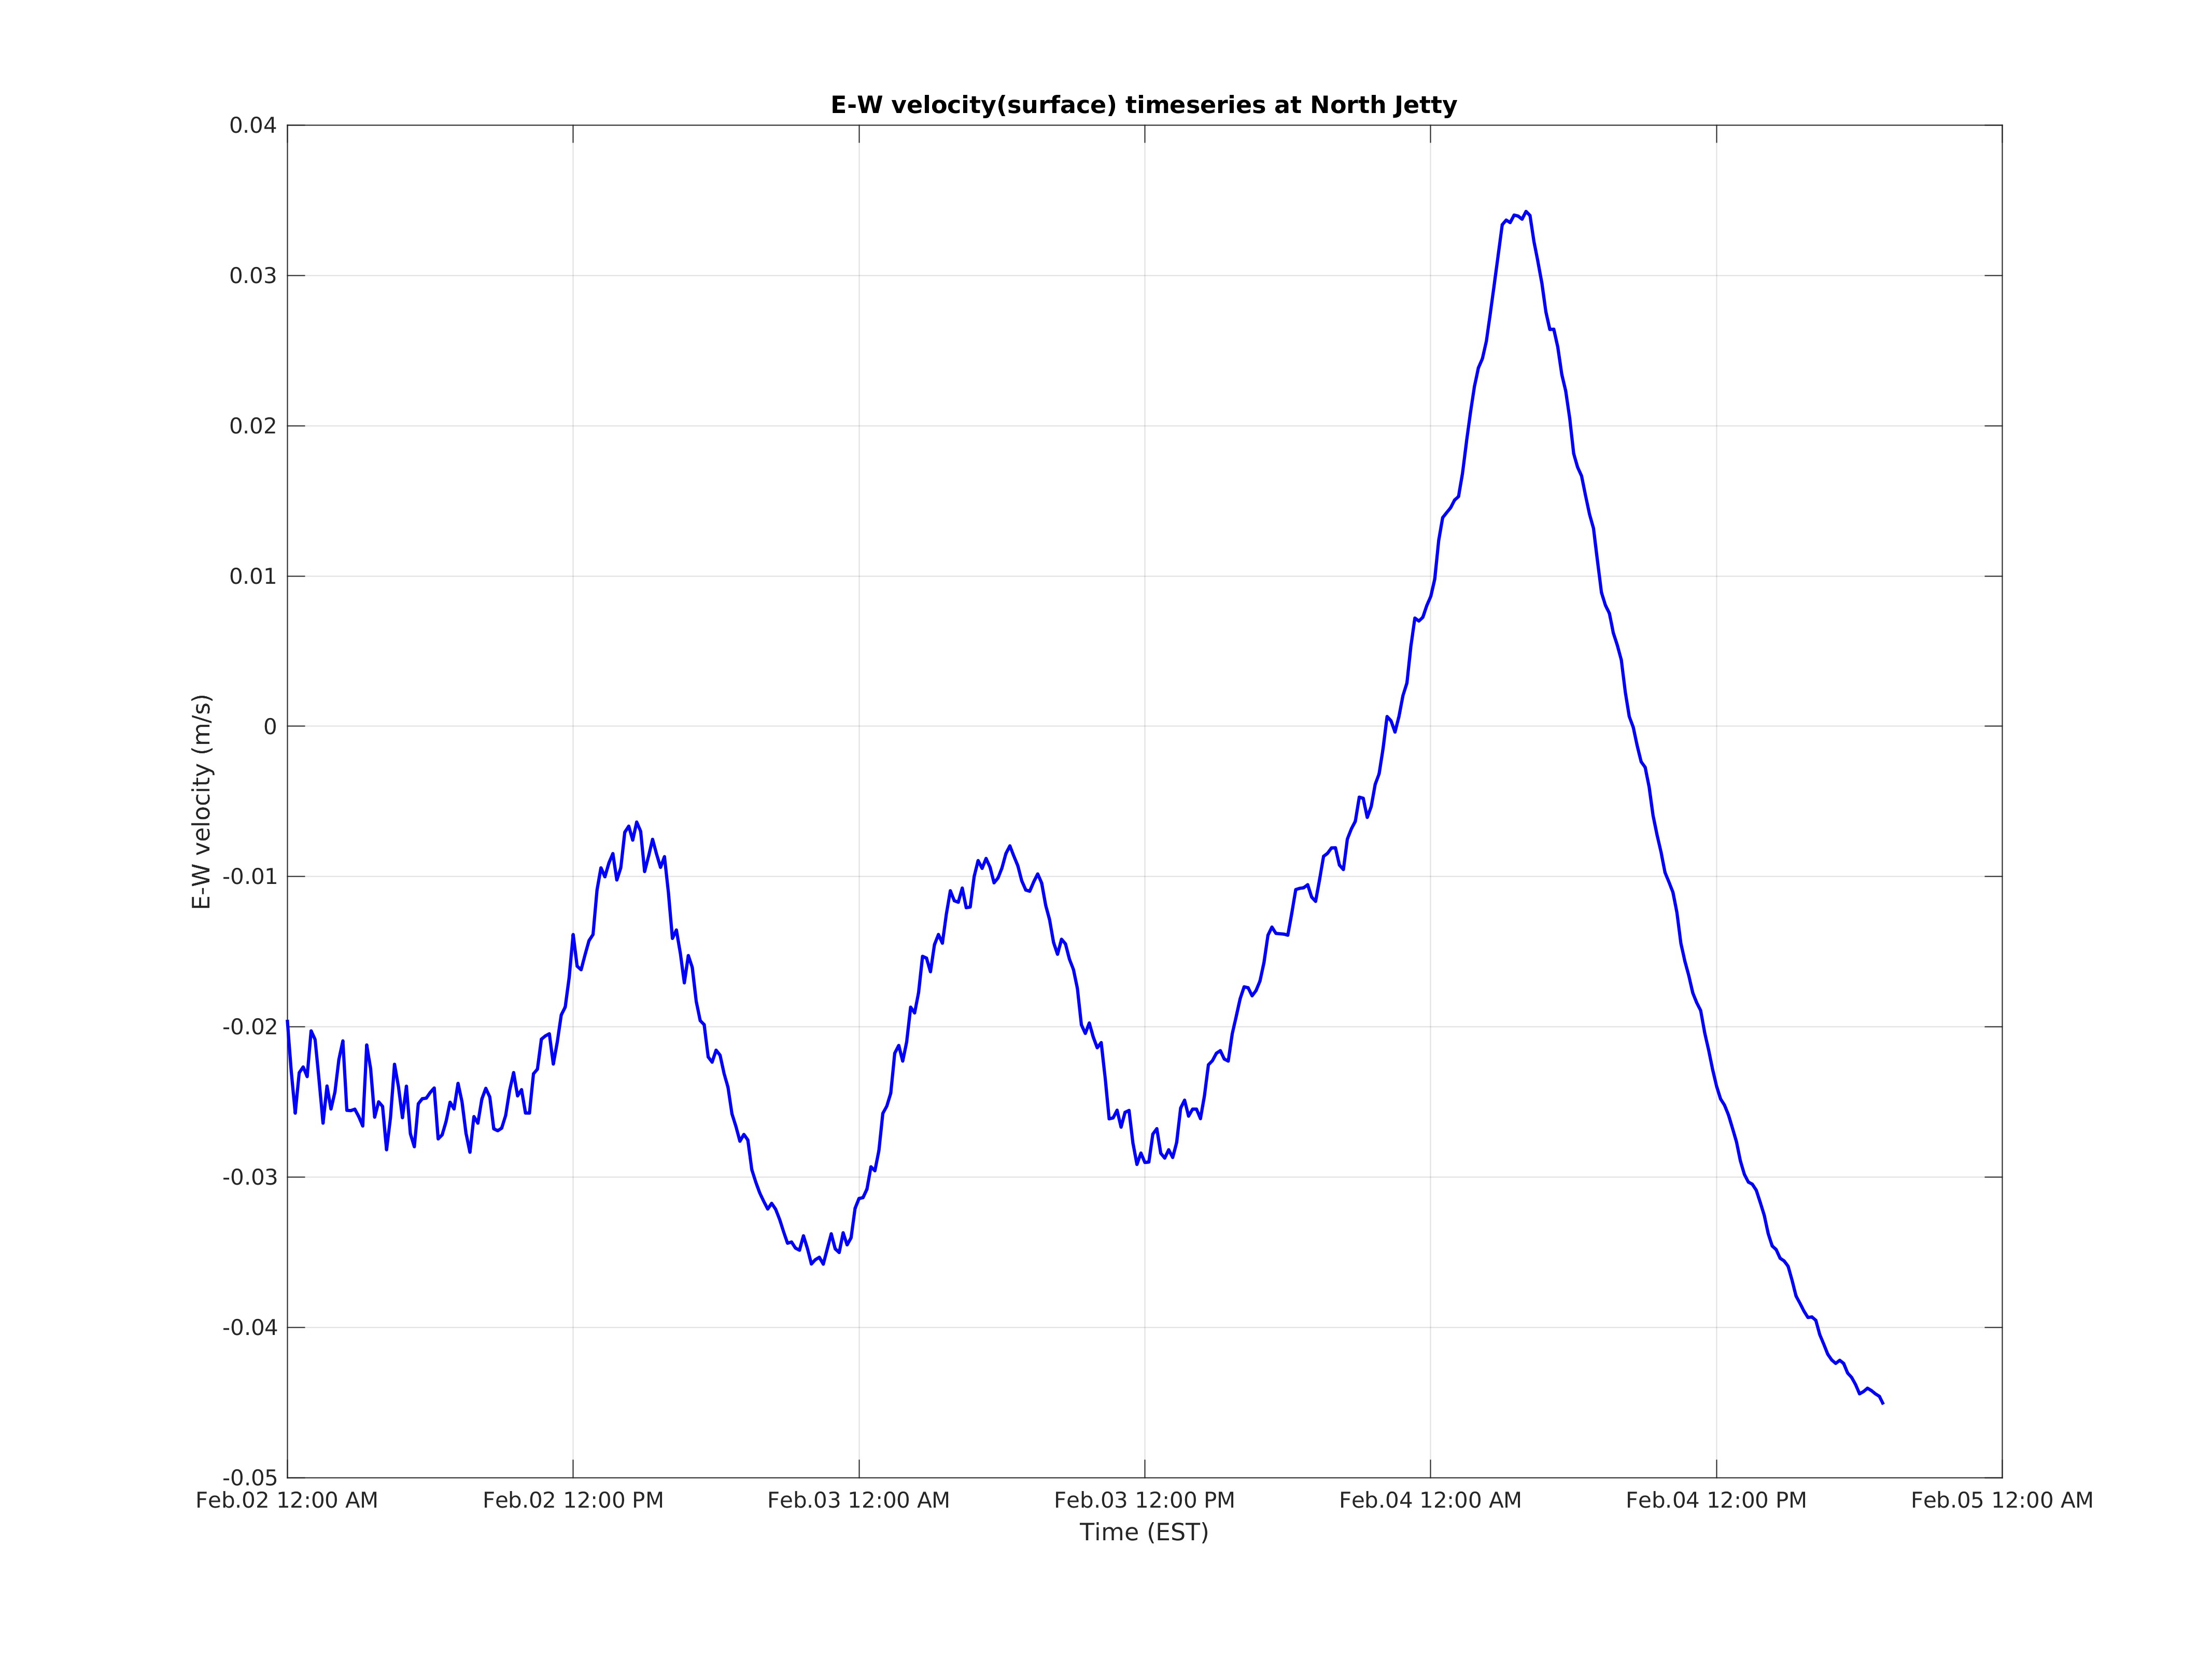 E-W velocity(surface) timeseries at North Jetty
0.04
0.03
0.02
0.01
0
-0.01
-0.02
-0.03
-0.04
-0.05
E-W velocity (m/s)
Feb.02 12:00 AM Feb.02 12:00 PM Feb.03 12:00 AM Feb.03 12:00 PM Feb.04 12:00 AM Feb.04 12:00 PM Feb.05 12:00 AM
Time (EST)